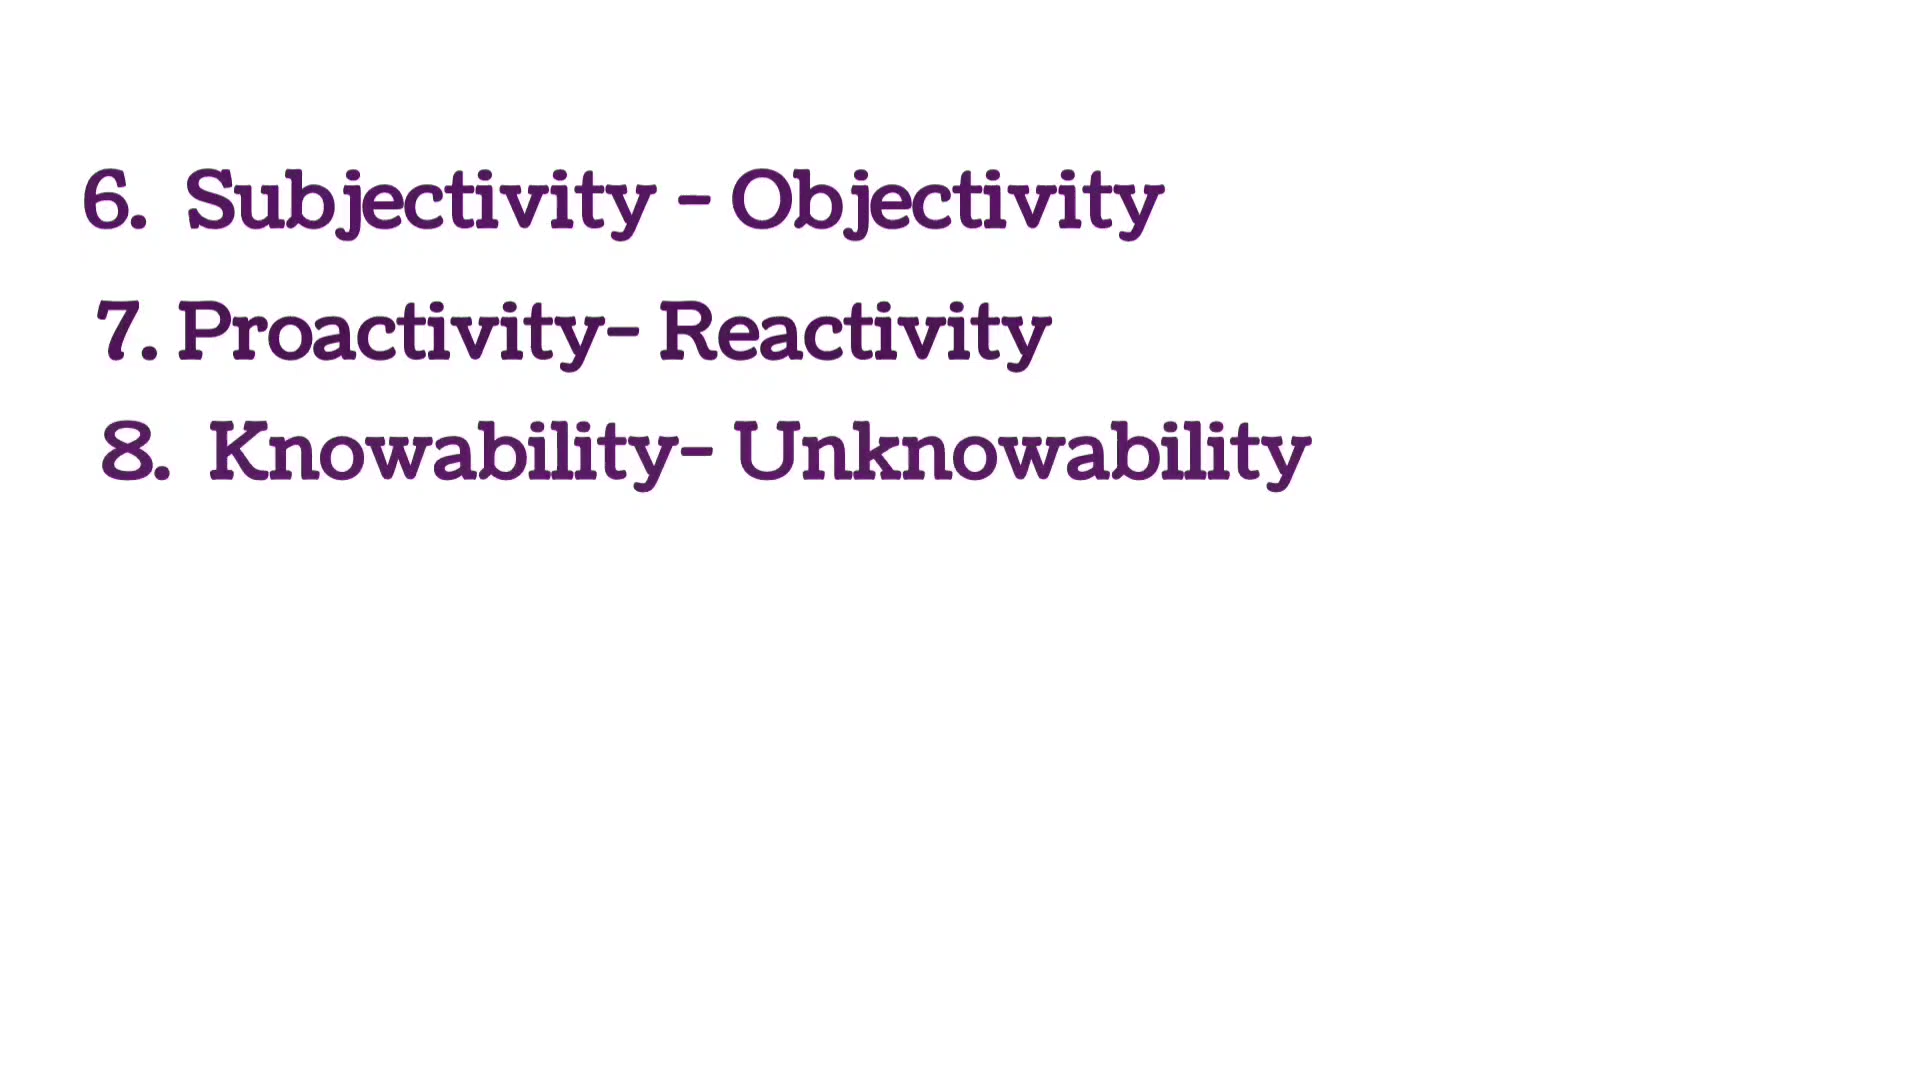 6. Subjectivity - Objectivity
7. Proactivity- Reactivity
8. Knowability- Unknowability